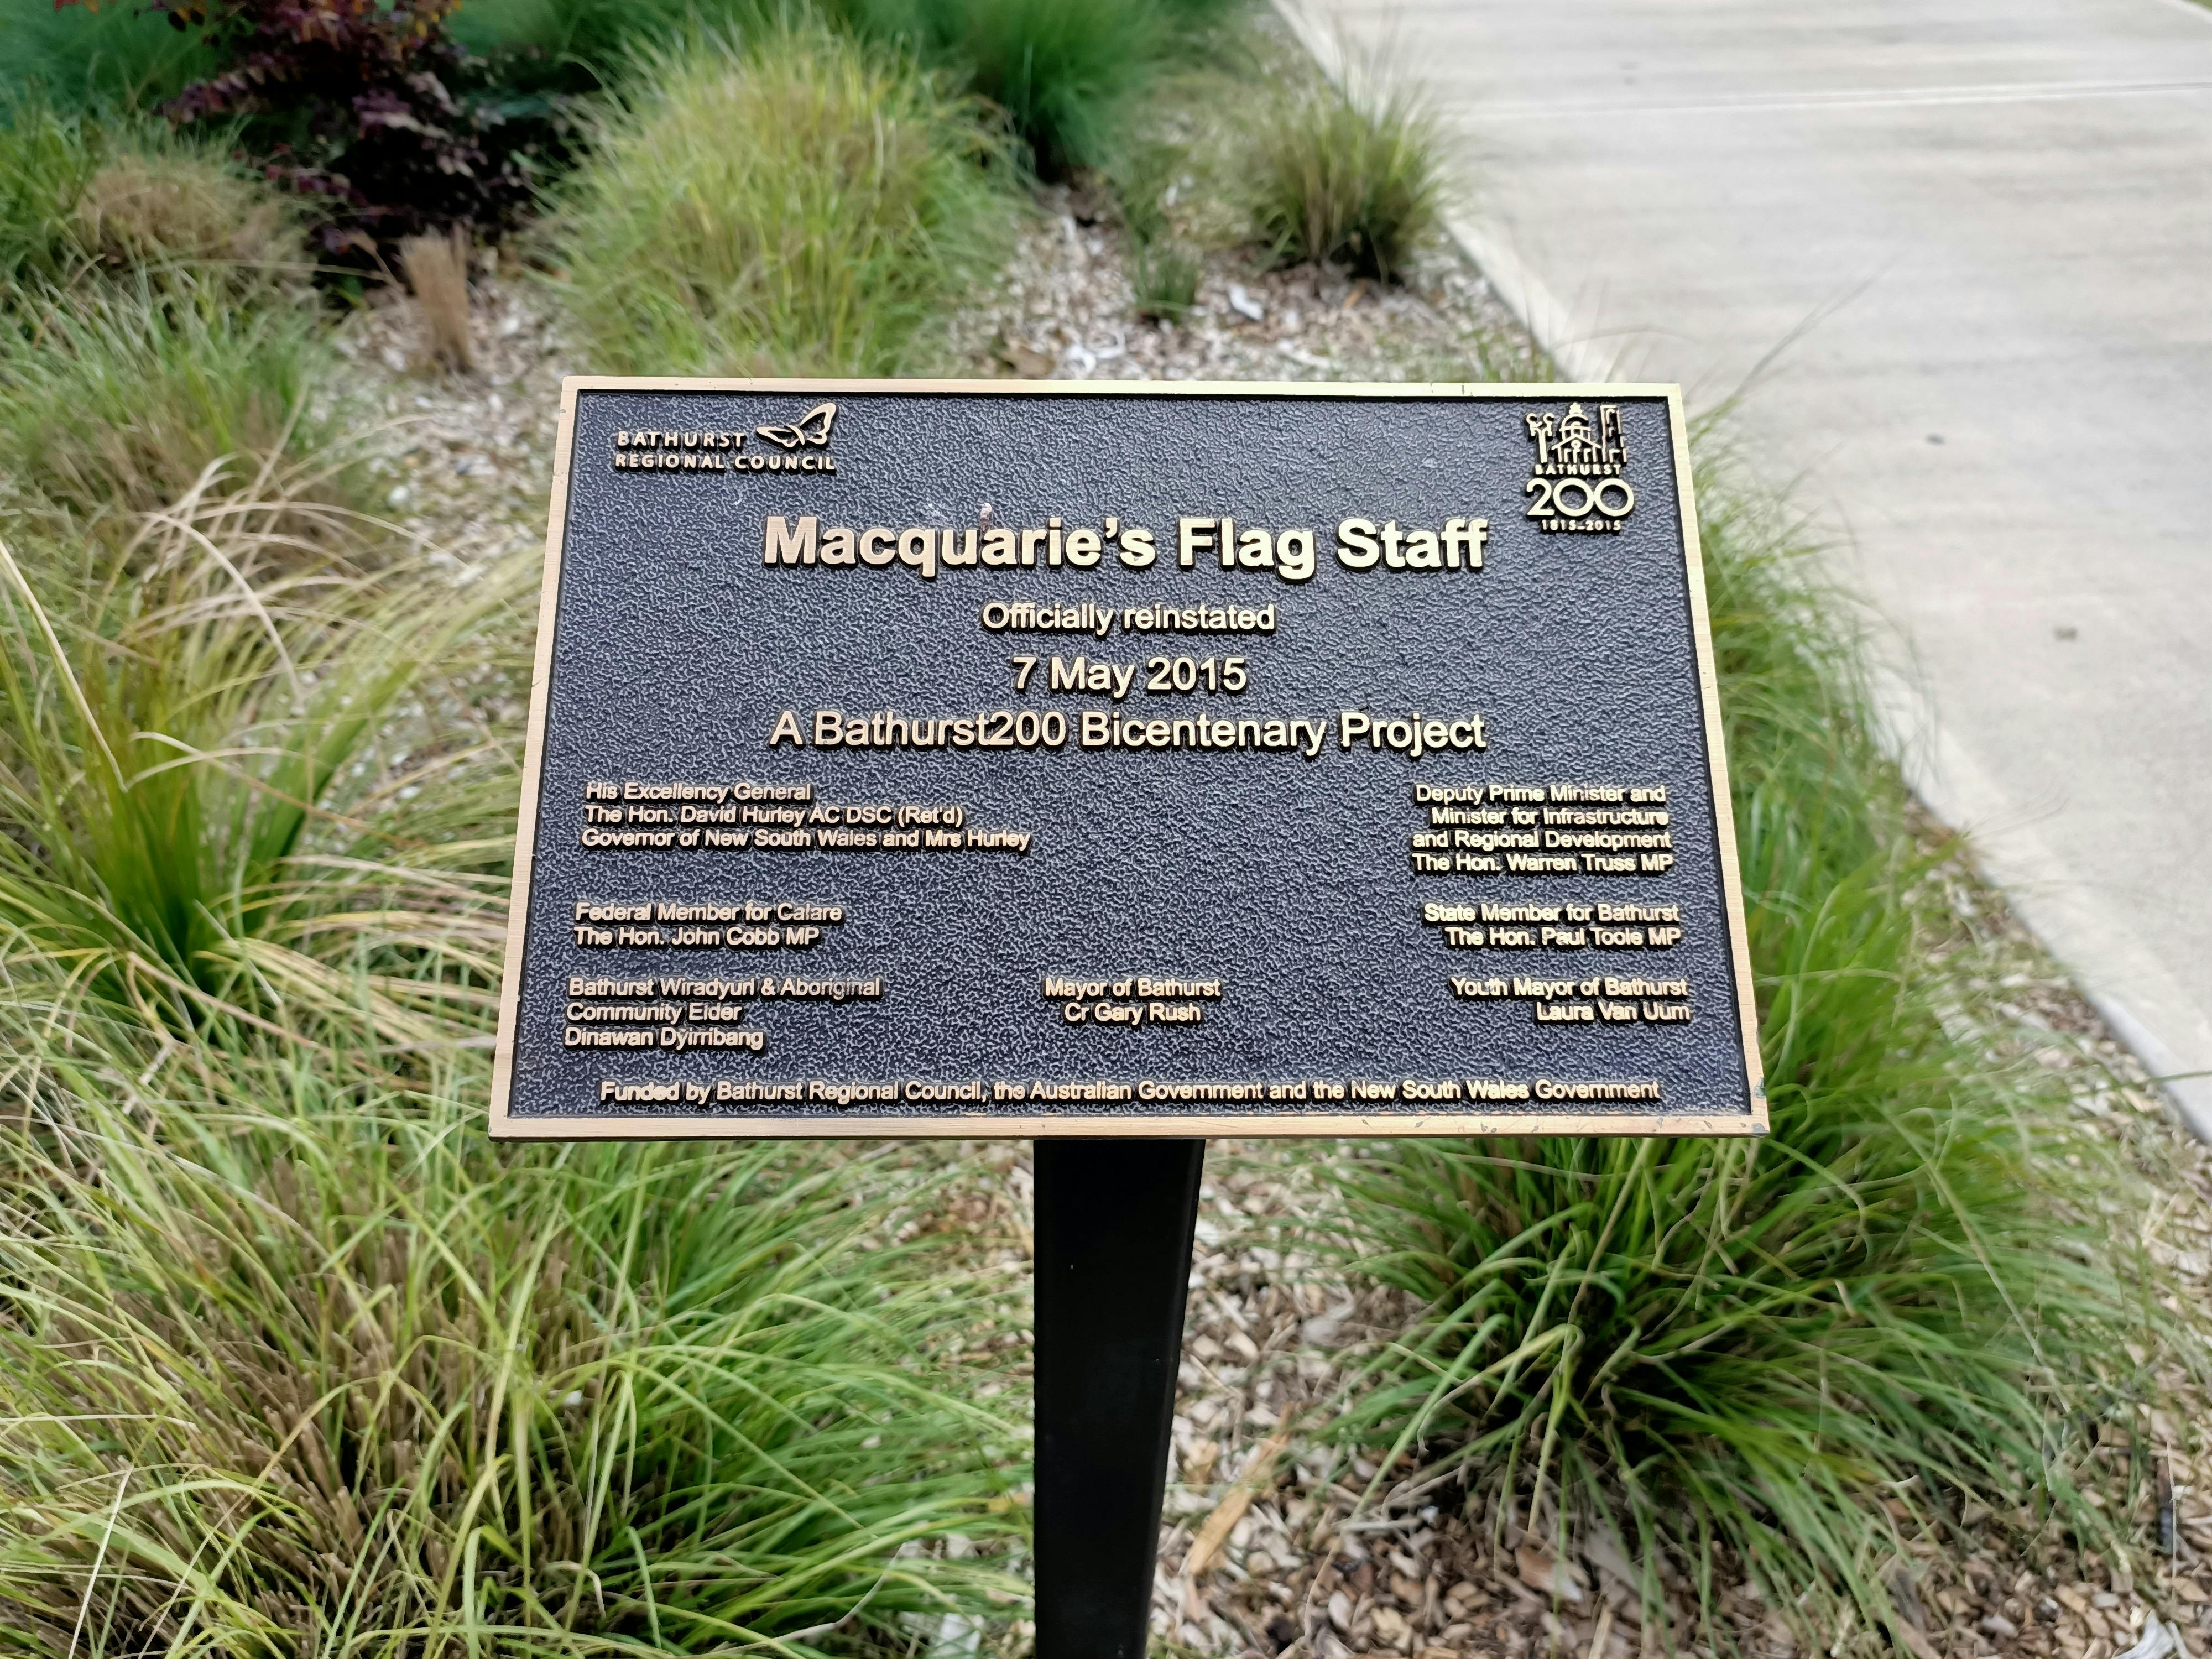 BATHURST
REGIONAL COUNCIL
BATHURST
200
1815-2015
Macquarie's Flag Staff
Officially reinstated
7 May 2015
A Bathurst200 Bicentenary Project
His Excellency General
The Hon. David Hurley AC DSC (Ret'd)
Governor of New South Wales and Mrs Hurley
Deputy Prime Minister and
Minister for Infrastructure
and Regional Development
The Hon. Warren Truss MP
Federal Member for Calare
The Hon. John Cobb MP
State Member for Bathurst
The Hon. Paul Toole MP
Bathurst Wiradyuri & Aboriginal
Community Elder
Dinawan Dyirribang
Mayor of Bathurst
Cr Gary Rush
Youth Mayor of Bathurst
Laura Van Uum
Funded by Bathurst Regional Council, the Australian Government and the New South Wales Government